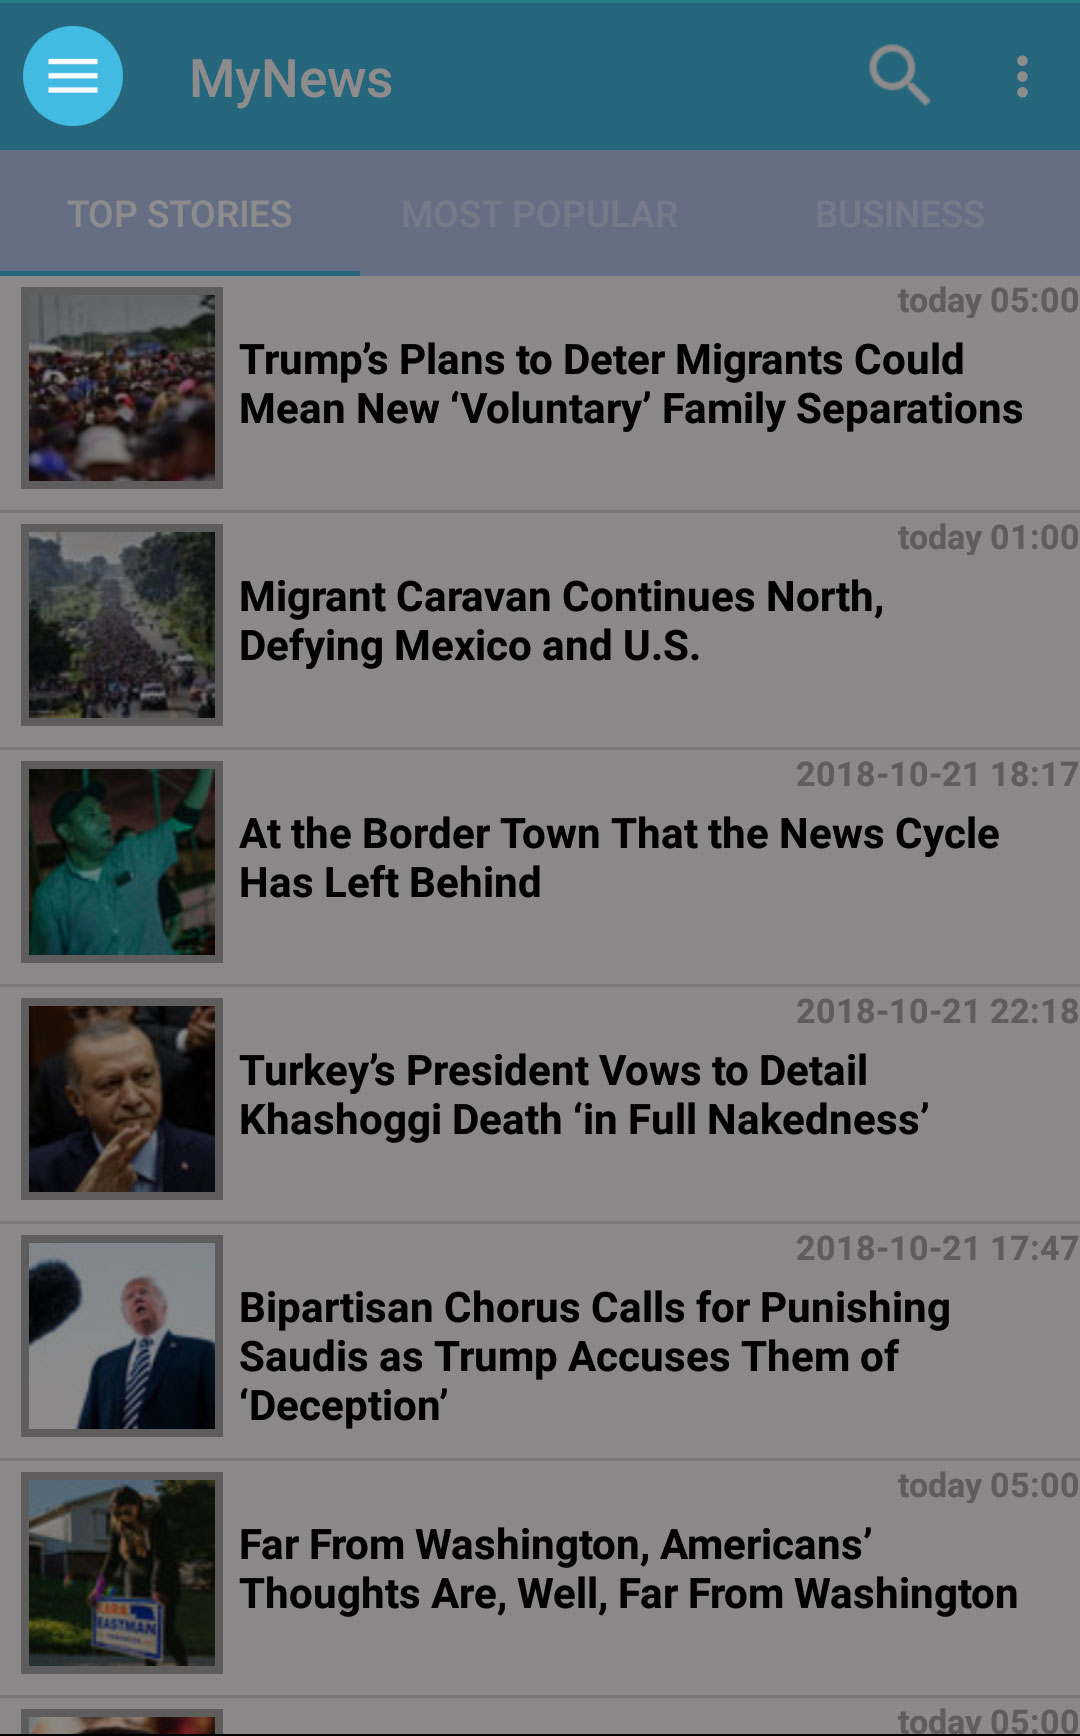 MyNews
TOP STORIES
MOST POPULAR
BUSINESS
today 05:00
Trump’s Plans to Deter Migrants Could
Mean New ‘Voluntary’ Family Separations
today 01:00
Migrant Caravan Continues North,
Defying Mexico and U.S.
2018-10-21 18:17
At the Border Town That the News Cycle
Has Left Behind
2018-10-21 22:18
Turkey’s President Vows to Detail
Khashoggi Death ‘in Full Nakedness’
2018-10-21 17:47
Bipartisan Chorus Calls for Punishing
Saudis as Trump Accuses Them of
‘Deception’
today 05:00
Far From Washington, Americans’
Thoughts Are, Well, Far From Washington
KARA
EASTMAN
today 05:00